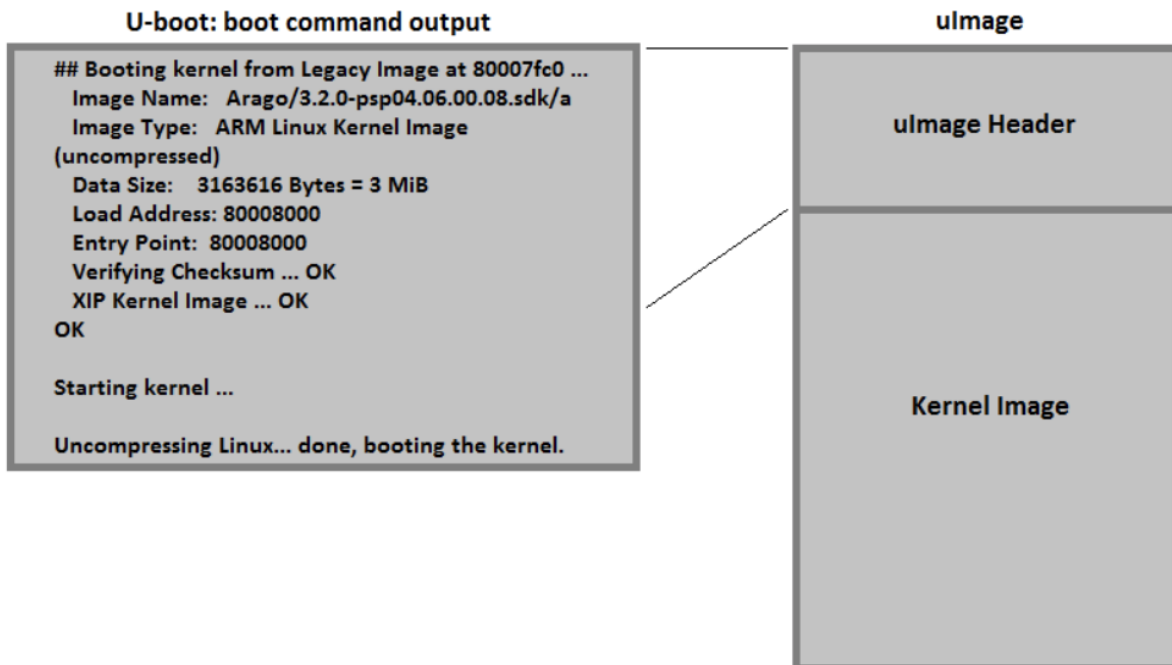 U-boot: boot command output
## Booting kernel from Legacy Image at 80007fc0 ...
Image Name: Arago/3.2.0-psp04.06.00.08.sdk/a
Image Type: ARM Linux Kernel Image
(uncompressed)
Data Size: 3163616 Bytes = 3 MiB
Load Address: 80008000
Entry Point: 80008000
Verifying Checksum ... OK
XIP Kernel Image ... OK
OK
Starting kernel ...
Uncompressing Linux... done, booting the kernel.
uImage
uImage Header
Kernel Image